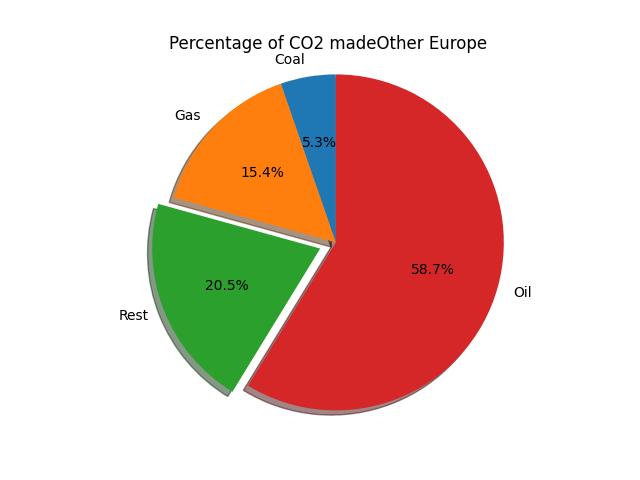 Percentage of CO2 madeOther Europe
Coal
5.3%
Gas
15.4%
Rest
20.5%
58.7%
Oil